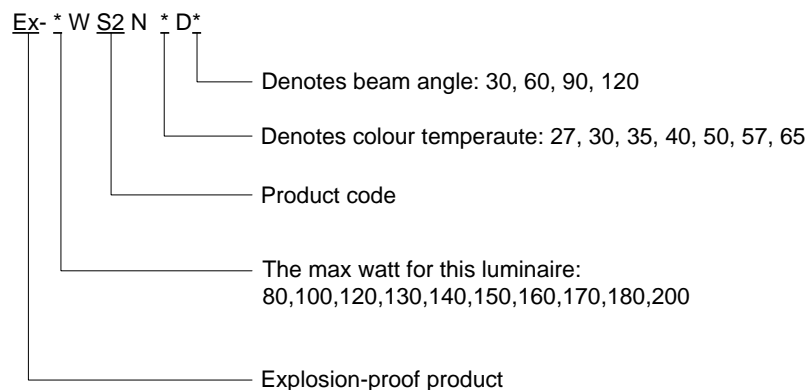 Ex- * W S2 N * D*
Denotes beam angle: 30, 60, 90, 120
Denotes colour temperaute: 27, 30, 35, 40, 50, 57, 65
Product code
The max watt for this luminaire:
80,100,120,130,140,150,160,170,180,200
Explosion-proof product